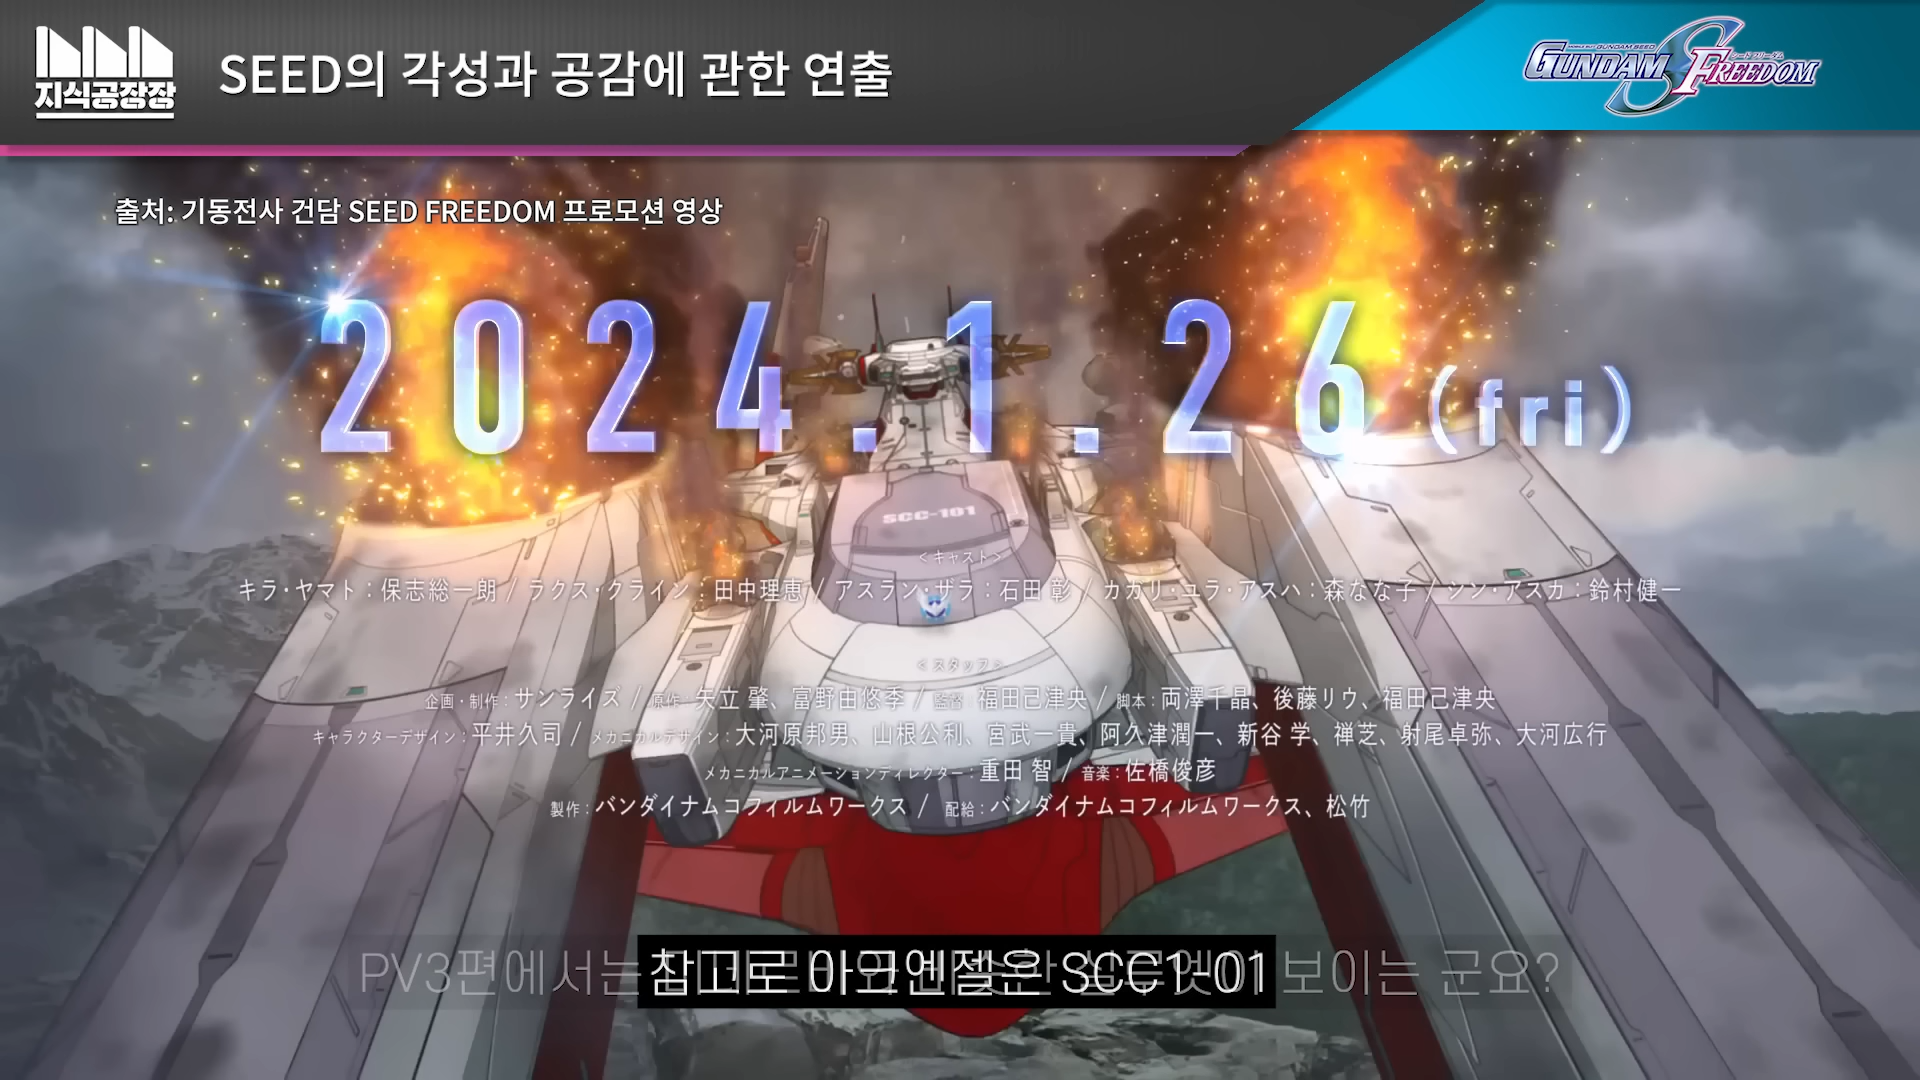 지식공장장
SEED의 각성과 공감에 관한 연출
GUNDAM SEED FREEDOM
출처: 기동전사 건담 SEED FREEDOM 프로모션 영상
2024.1.26(fri)
SCC-101
<キャスト>
キラ・ヤマト:保志総一朗 / ラクス・クライン:田中理恵 / アスラン・ザラ:石田 彰 / カガリ・ユラ・アスハ:森なな子 / シン・アスカ:鈴村健一
<スタッフ>
企画・制作:サンライズ / 原作:矢立 肇、富野由悠季 / 監督:福田己津央 / 脚本:両澤千晶、後藤リウ、福田己津央
キャラクターデザイン:平井久司 / メカニカルデザイン:大河原邦男、山根公利、宮武一貴、阿久津潤一、新谷 学、禅芝、射尾卓弥、大河広行
メカニカルアニメーションディレクター:重田 智 / 音楽:佐橋俊彦
製作:バンダイナムコフィルムワークス / 配給:バンダイナムコフィルムワークス、松竹
PV3편에서는 보이는 군요?
참고로 아크엔젤은 SCC1-01